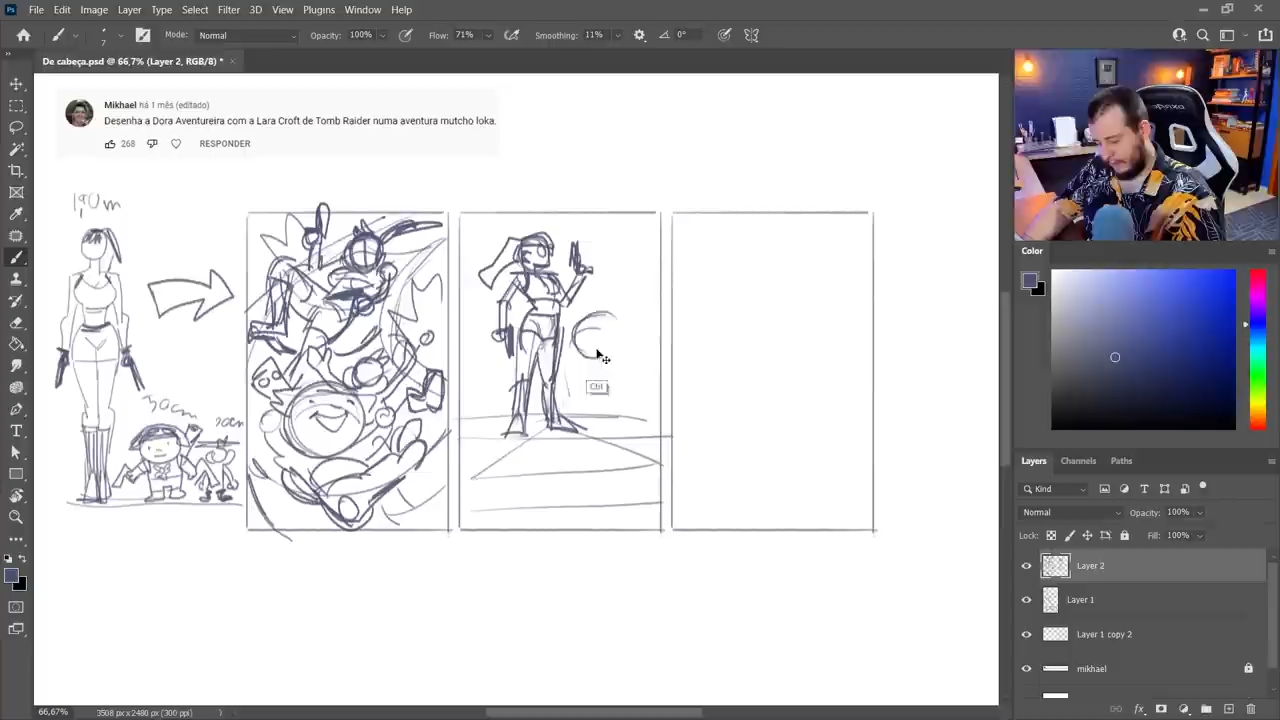 File Edit Image Layer Type Select Filter 3D View Plugins Window Help
7 Mode: Normal Opacity: 100% Flow: 71% Smoothing: 11% 0°
De cabeça.psd @ 66,7% (Layer 2, RGB/8) *
Mikhael há 1 mês (editado)
Desenha a Dora Aventureira com a Lara Croft de Tomb Raider numa aventura mutcho loka.
268 RESPONDER
1,90m
30cm
Ctrl
66,67% 3508 px x 2480 px (300 ppi)
Color
Layers Channels Paths
Kind
Normal Opacity: 100%
Lock: Fill: 100%
Layer 2
Layer 1
Layer 1 copy 2
mikhael